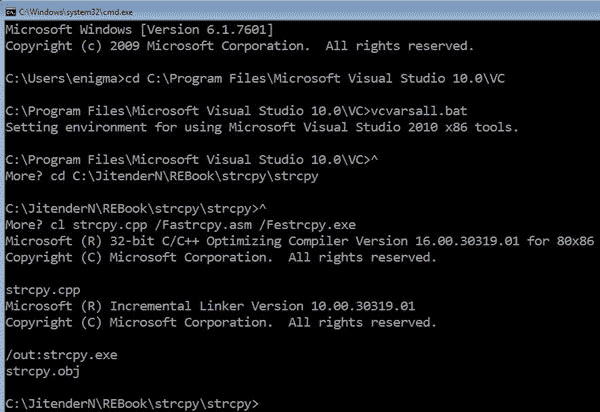 C:\Windows\system32\cmd.exe
Microsoft Windows [Version 6.1.7601]
Copyright (c) 2009 Microsoft Corporation.  All rights reserved.
C:\Users\enigma>cd C:\Program Files\Microsoft Visual Studio 10.0\VC
C:\Program Files\Microsoft Visual Studio 10.0\VC>vcvarsall.bat
Setting environment for using Microsoft Visual Studio 2010 x86 tools.
C:\Program Files\Microsoft Visual Studio 10.0\VC>^
More? cd C:\JitenderN\REBook\strcpy\strcpy
C:\JitenderN\REBook\strcpy\strcpy>^
More? cl strcpy.cpp /Fastrcpy.asm /Festrcpy.exe
Microsoft (R) 32-bit C/C++ Optimizing Compiler Version 16.00.30319.01 for 80x86
Copyright (C) Microsoft Corporation.  All rights reserved.
strcpy.cpp
Microsoft (R) Incremental Linker Version 10.00.30319.01
Copyright (C) Microsoft Corporation.  All rights reserved.
/out:strcpy.exe
strcpy.obj
C:\JitenderN\REBook\strcpy\strcpy>